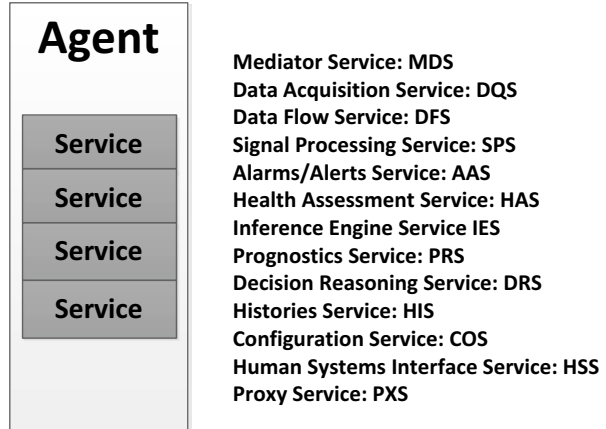 Agent
Service
Service
Service
Service
Mediator Service: MDS
Data Acquisition Service: DQS
Data Flow Service: DFS
Signal Processing Service: SPS
Alarms/Alerts Service: AAS
Health Assessment Service: HAS
Inference Engine Service IES
Prognostics Service: PRS
Decision Reasoning Service: DRS
Histories Service: HIS
Configuration Service: COS
Human Systems Interface Service: HSS
Proxy Service: PXS